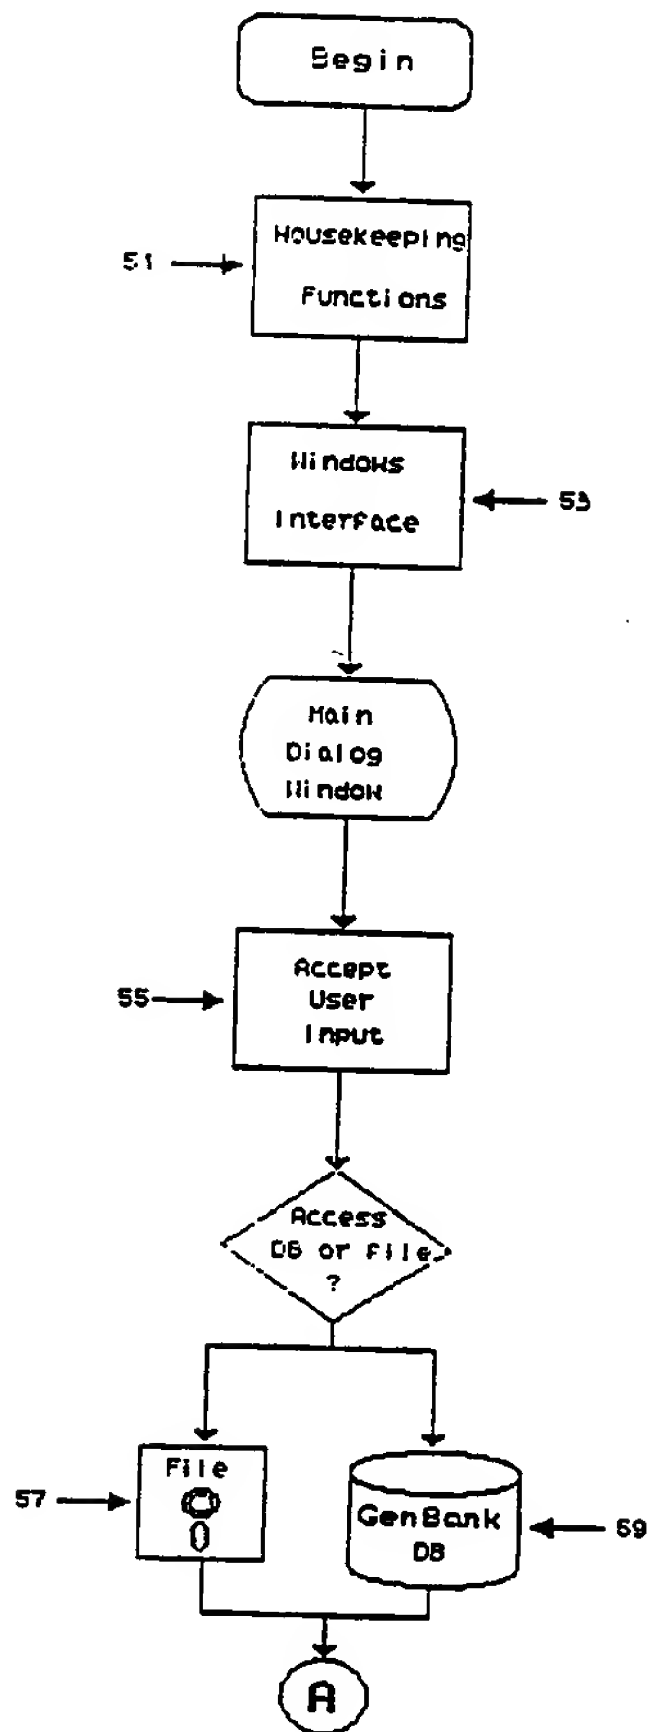 Begin
Housekeeping
51
Functions
Windows
53
Interface
Main
Dialog
Window
Accept
55
User
Input
Access
DB or File
?
File
57
GenBank
59
DB
A